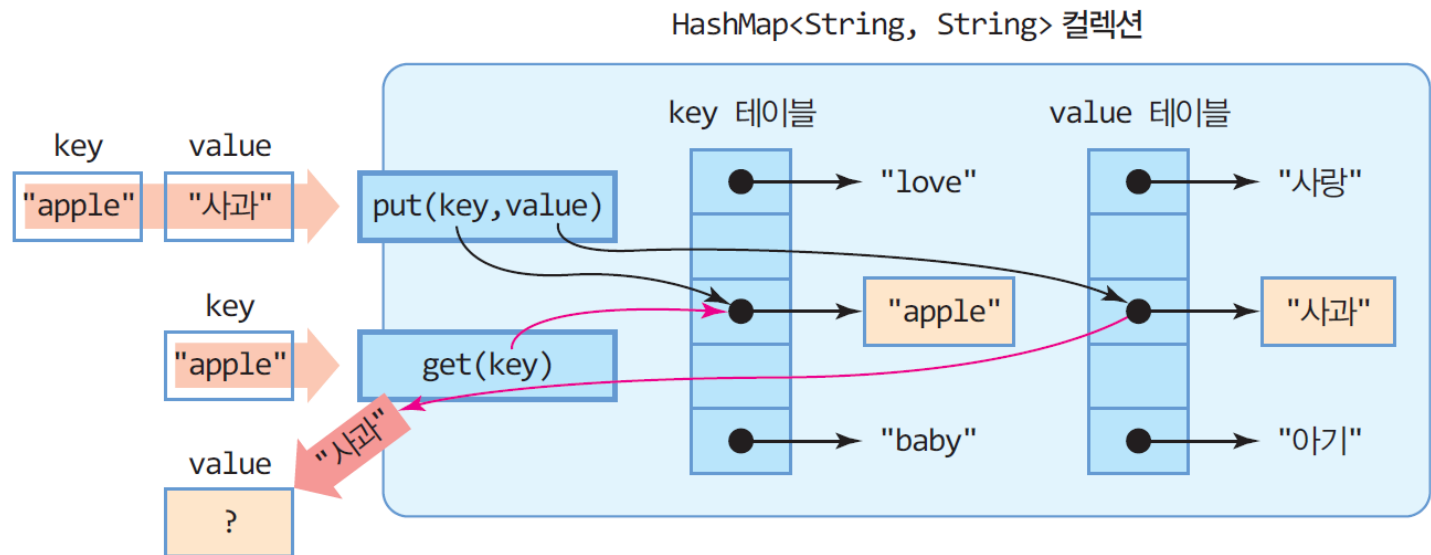 HashMap<String, String> 컬렉션
key 테이블
value 테이블
key
value
"apple"
"사과"
put(key,value)
"love"
"사랑"
"apple"
"사과"
key
"apple"
get(key)
"사과"
"baby"
"아기"
value
?